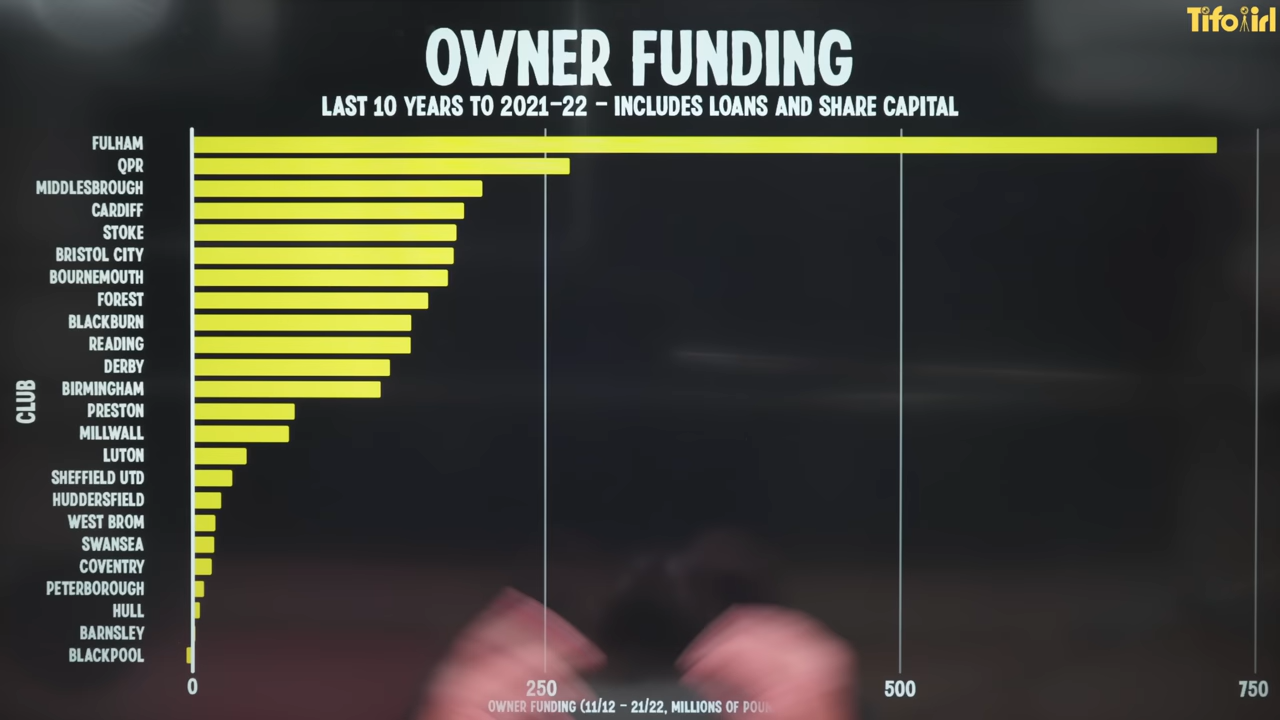 Tifo irl
OWNER FUNDING
LAST 10 YEARS TO 2021-22 - INCLUDES LOANS AND SHARE CAPITAL
FULHAM
QPR
MIDDLESBROUGH
CARDIFF
STOKE
BRISTOL CITY
BOURNEMOUTH
FOREST
BLACKBURN
READING
DERBY
BIRMINGHAM
PRESTON
MILLWALL
LUTON
SHEFFIELD UTD
HUDDERSFIELD
WEST BROM
SWANSEA
COVENTRY
PETERBOROUGH
HULL
BARNSLEY
BLACKPOOL
CLUB
0 250 500 750
OWNER FUNDING (11/12 - 21/22, MILLIONS OF